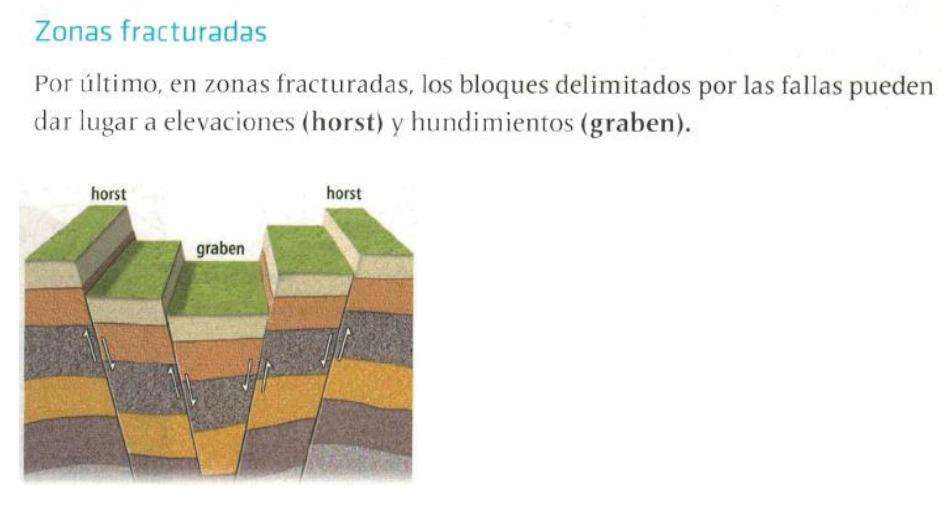 Zonas fracturadas
Por último, en zonas fracturadas, los bloques delimitados por las fallas pueden
dar lugar a elevaciones (horst) y hundimientos (graben).
horst
horst
graben